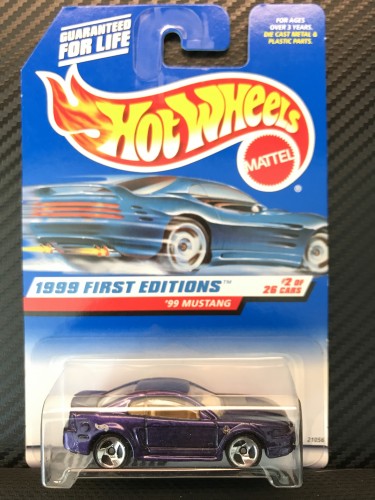 GUARANTEED
FOR LIFE
FOR AGES
OVER 3 YEARS.
DIE CAST METAL &
PLASTIC PARTS.
HOT WHEELS
MATTEL
®
1999 FIRST EDITIONS™
#2 OF
26 CARS
'99 MUSTANG
21056